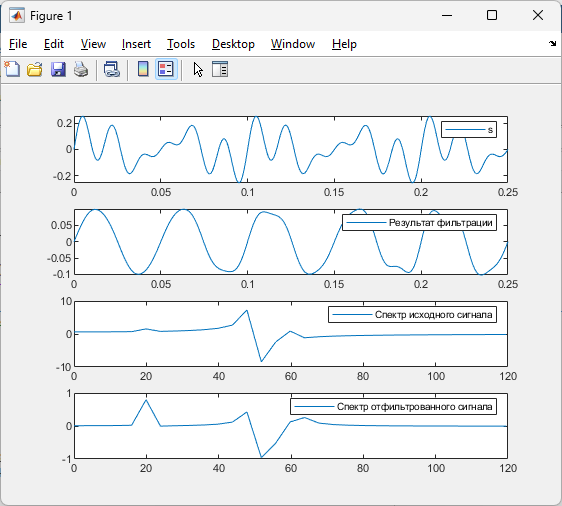 Figure 1
File Edit View Insert Tools Desktop Window Help
0.2
0
-0.2
s
0 0.05 0.1 0.15 0.2 0.25
0.05
0
-0.05
-0.1
Результат фильтрации
0 0.05 0.1 0.15 0.2 0.25
10
0
-10
Спектр исходного сигнала
0 20 40 60 80 100 120
1
0
-1
Спектр отфильтрованного сигнала
0 20 40 60 80 100 120